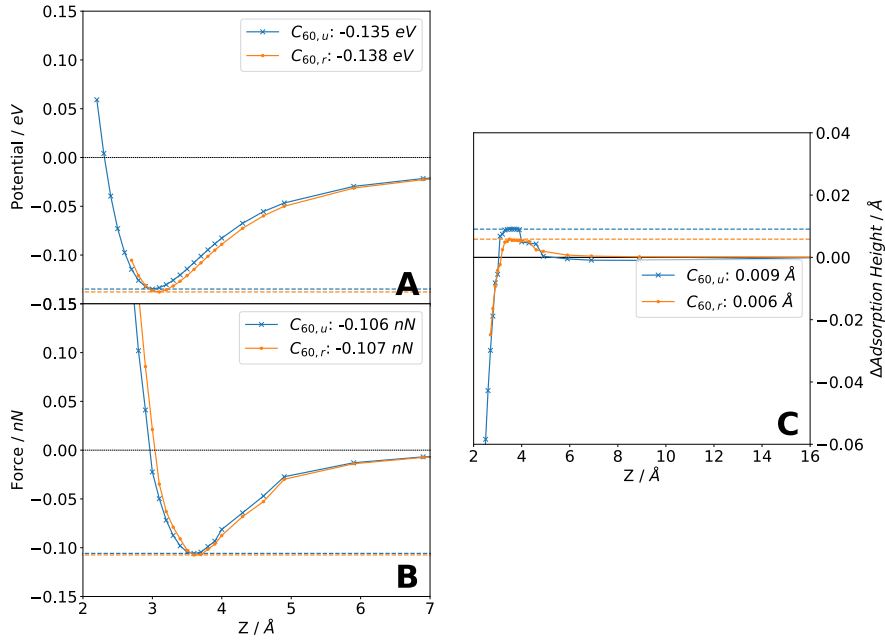 0.15
0.10
0.05
0.00
−0.05
−0.10
−0.15
Potential / eV
C60,u: -0.135 eV
C60,r: -0.138 eV
A
0.10
0.05
0.00
−0.05
−0.10
−0.15
Force / nN
C60,u: -0.106 nN
C60,r: -0.107 nN
B
2 3 4 5 6 7
Z / Å
0.04
0.02
0.00
−0.02
−0.04
−0.06
ΔAdsorption Height / Å
C60,u: 0.009 Å
C60,r: 0.006 Å
C
2 4 6 8 10 12 14 16
Z / Å